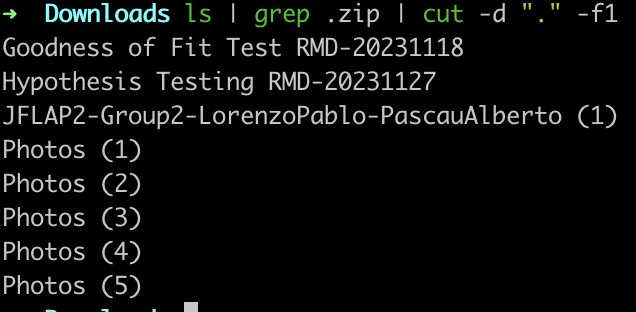 ➜ Downloads ls | grep .zip | cut -d "." -f1
Goodness of Fit Test RMD-20231118
Hypothesis Testing RMD-20231127
JFLAP2-Group2-LorenzoPablo-PascauAlberto (1)
Photos (1)
Photos (2)
Photos (3)
Photos (4)
Photos (5)